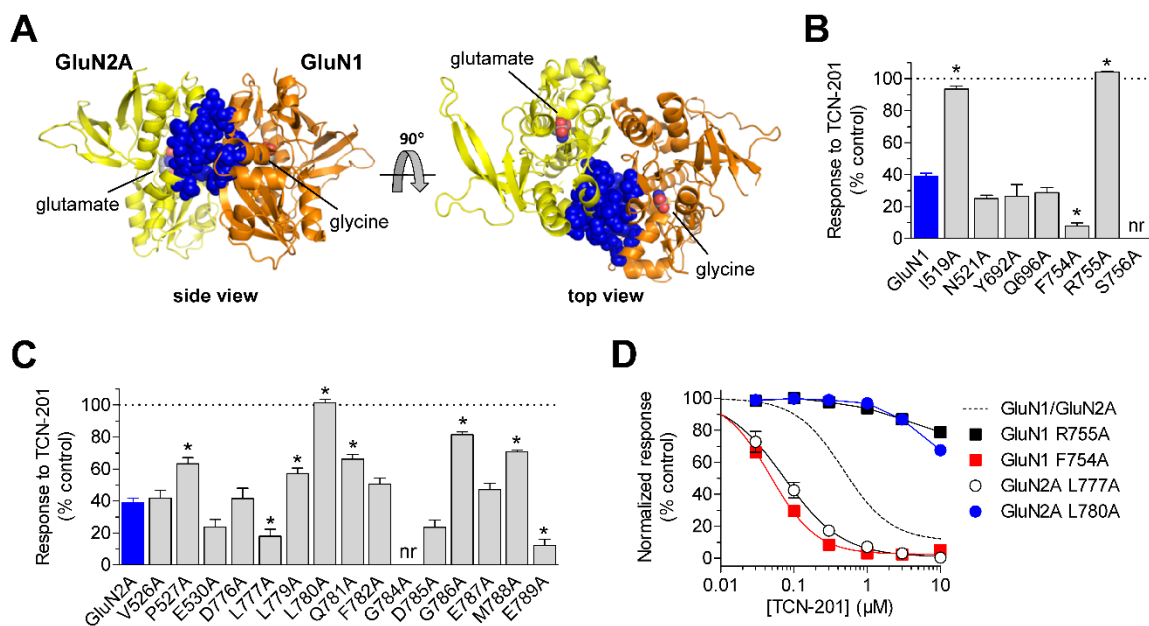 A
GluN2A
GluN1
glutamate
glycine
side view
90°
glutamate
glycine
top view
B
Response to TCN-201
(% control)
100
80
60
40
20
0
*
*
*
nr
GluN1
I519A
N521A
Y692A
Q696A
F754A
R755A
S756A
C
Response to TCN-201
(% control)
100
80
60
40
20
0
*
*
*
*
*
nr
*
*
*
GluN2A
V526A
P527A
E530A
D776A
L777A
L779A
L780A
Q781A
F782A
G784A
D785A
G786A
E787A
M788A
E789A
D
Normalized response
(% control)
100
80
60
40
20
0
0.01
0.1
1
10
[TCN-201] (µM)
GluN1/GluN2A
GluN1 R755A
GluN1 F754A
GluN2A L777A
GluN2A L780A